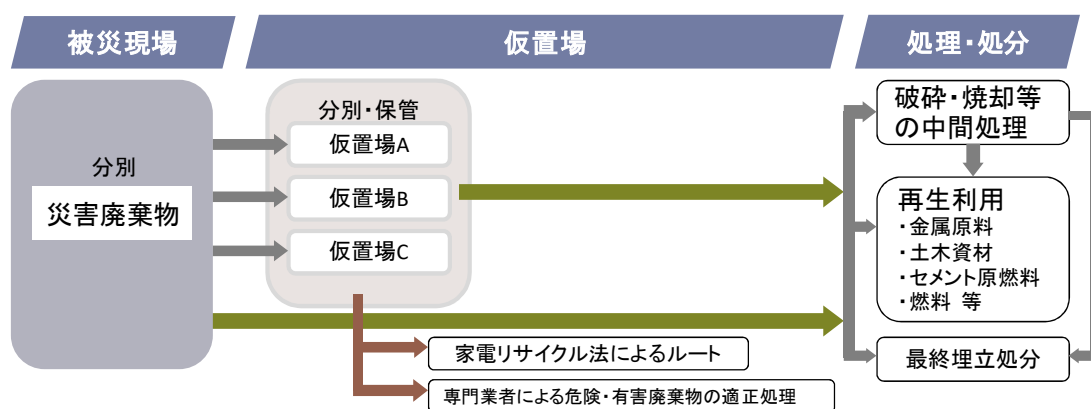 被災現場
仮置場
処理・処分
分別
災害廃棄物
分別・保管
仮置場A
仮置場B
仮置場C
家電リサイクル法によるルート
専門業者による危険・有害廃棄物の適正処理
破砕・焼却等
の中間処理
再生利用
・金属原料
・土木資材
・セメント原燃料
・燃料 等
最終埋立処分